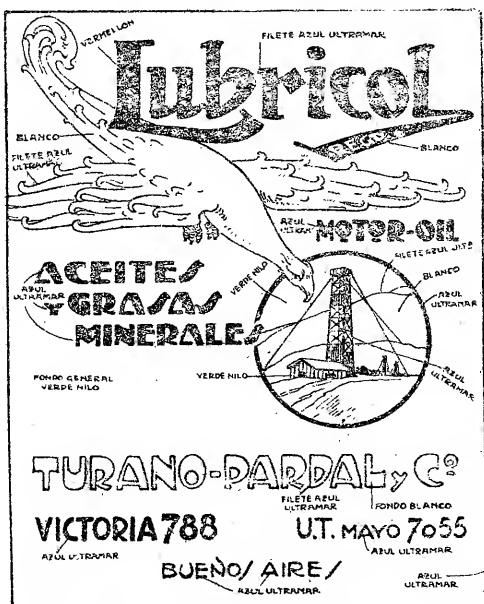 VERMELLON
FILETE AZUL ULTRAMAR
Lubricol
BLANCO
BLANCO
FILETE AZUL
ULTRAMAR
AZUL
ULTRAM
MOTOR-OIL
FILETE AZUL ULTR
VERDE NILO
BLANCO
ACEITES
AZUL
ULTRAMAR
Y GRASAS
AZUL
ULTRAMAR
MINERALES
VERDE NILO
AZUL
ULTRAMAR
FONDO GENERAL
VERDE NILO
TURANO-PARDAL y Cº
FILETE AZUL
ULTRAMAR
FONDO BLANCO
VICTORIA 788
U.T. MAYO 7055
AZUL ULTRAMAR
AZUL ULTRAMAR
BUENOS AIRES
AZUL ULTRAMAR
AZUL
ULTRAMAR